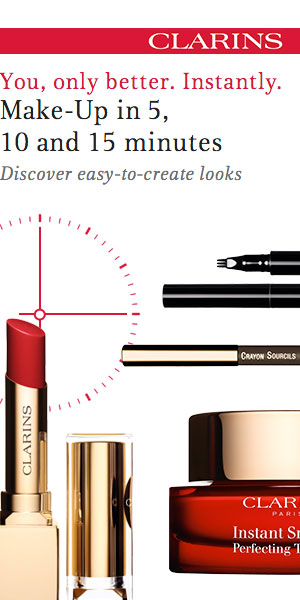 CLARINS
You, only better. Instantly.
Make-Up in 5,
10 and 15 minutes
Discover easy-to-create looks
CRAYON SOURCILS
CLARINS
CLAR
PARIS
Instant
Perfecting